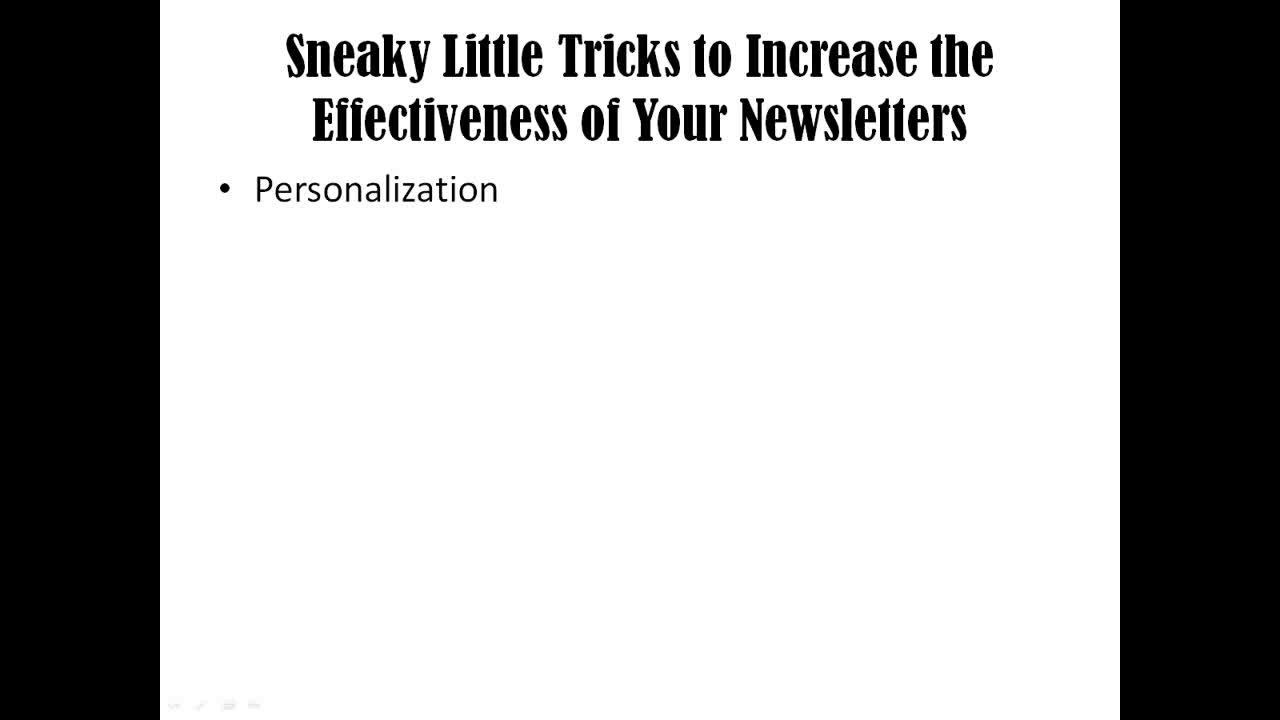 Sneaky Little Tricks to Increase the
Effectiveness of Your Newsletters
• Personalization